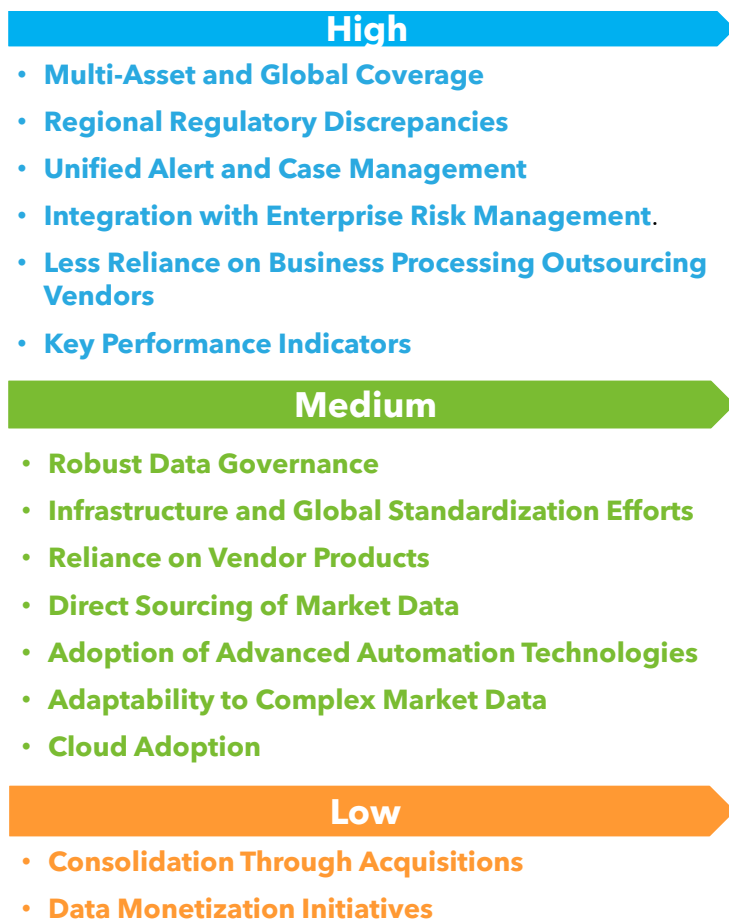 High
• Multi-Asset and Global Coverage
• Regional Regulatory Discrepancies
• Unified Alert and Case Management
• Integration with Enterprise Risk Management.
• Less Reliance on Business Processing Outsourcing
Vendors
• Key Performance Indicators
Medium
• Robust Data Governance
• Infrastructure and Global Standardization Efforts
• Reliance on Vendor Products
• Direct Sourcing of Market Data
• Adoption of Advanced Automation Technologies
• Adaptability to Complex Market Data
• Cloud Adoption
Low
• Consolidation Through Acquisitions
• Data Monetization Initiatives